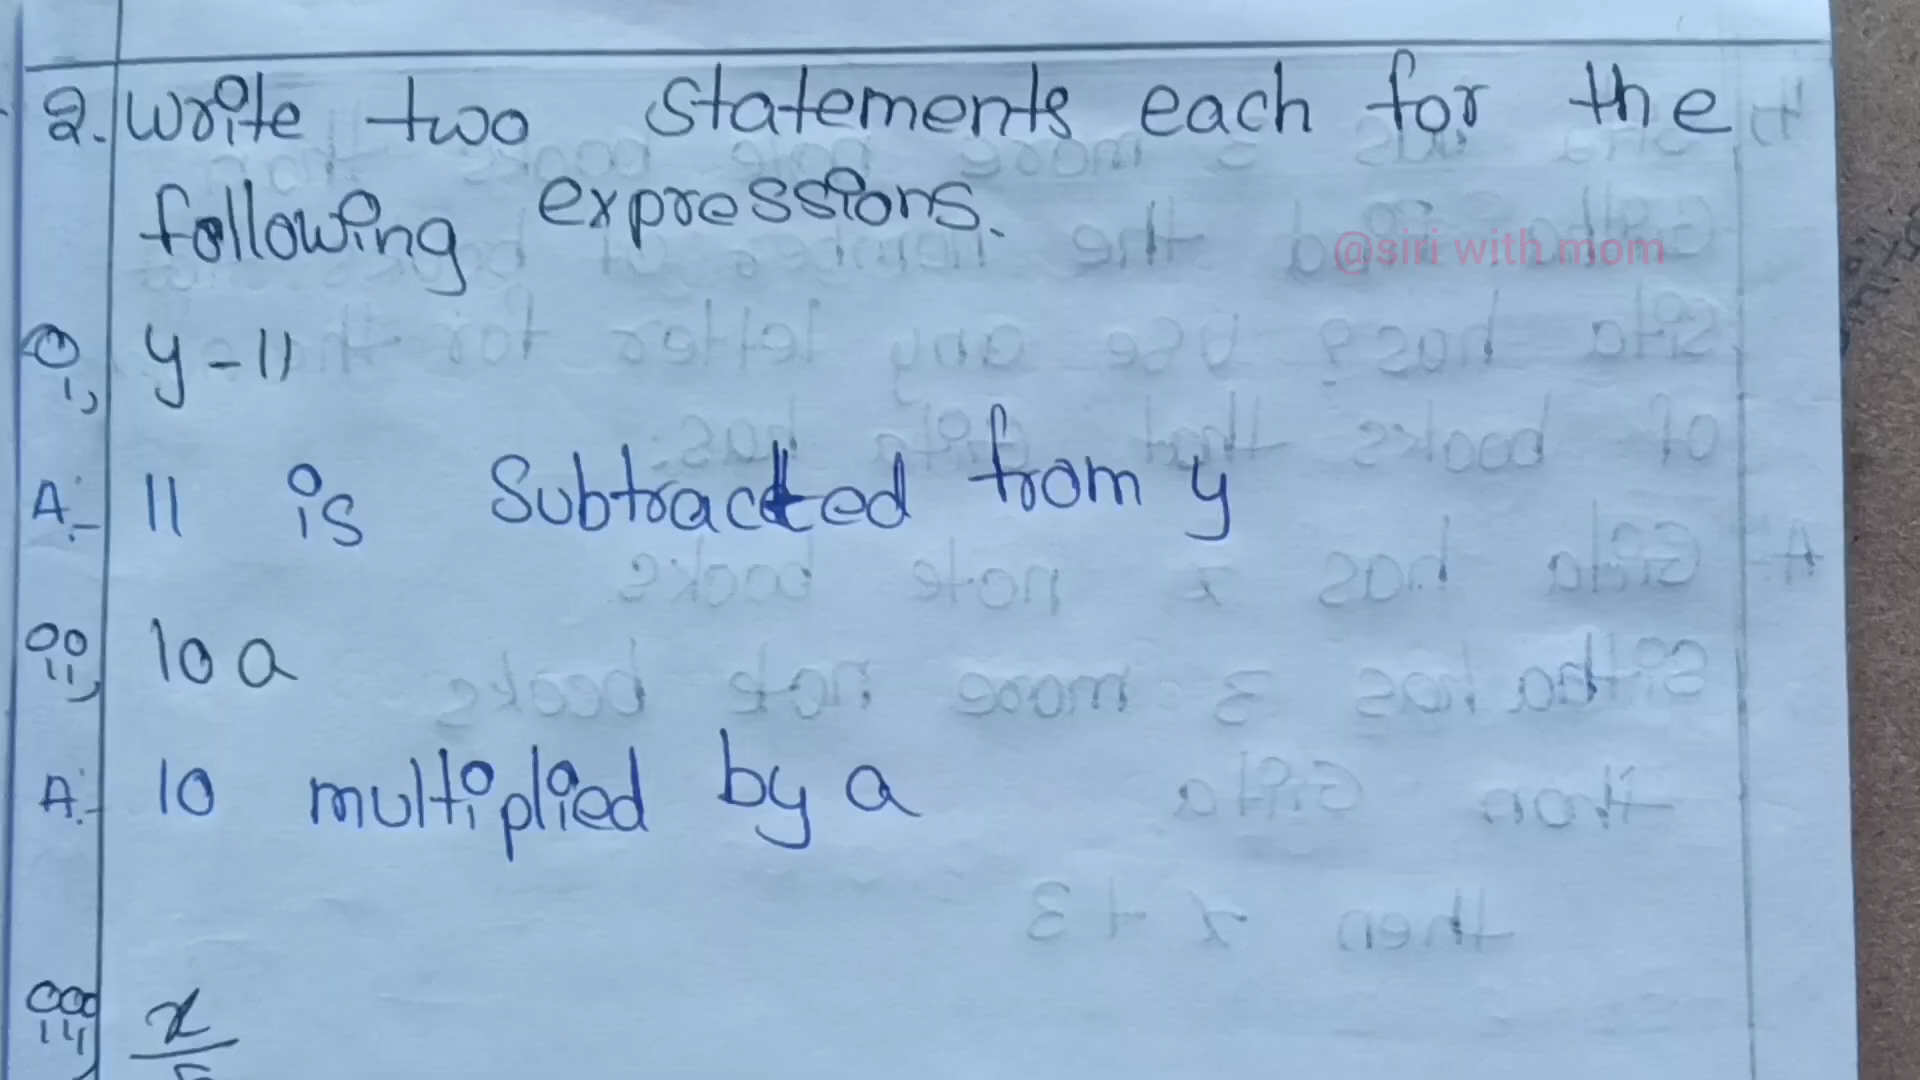 2. Write two statements each for the
following expressions.
@siri with mom
i, y - 11
A:- 11 is subtracted from y
ii, 10 a
A:- 10 multiplied by a
iii, x